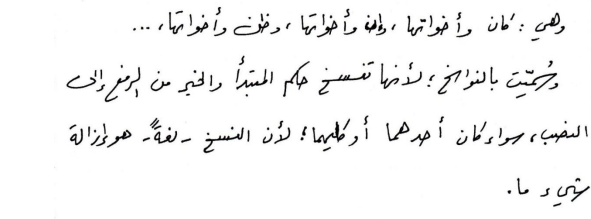 وهي: كان وأخواتها، وإن وأخواتها، وظن وأخواتها، ...
وسُمِّيَت بالنواسخ؛ لأنها تنسخ حكم المبتدأ والخبر من الرفع إلى
النصب، سواء كان أحدهما أو كليهما؛ لأن النسخ - لغةً - هو إزالة
شيء ما.